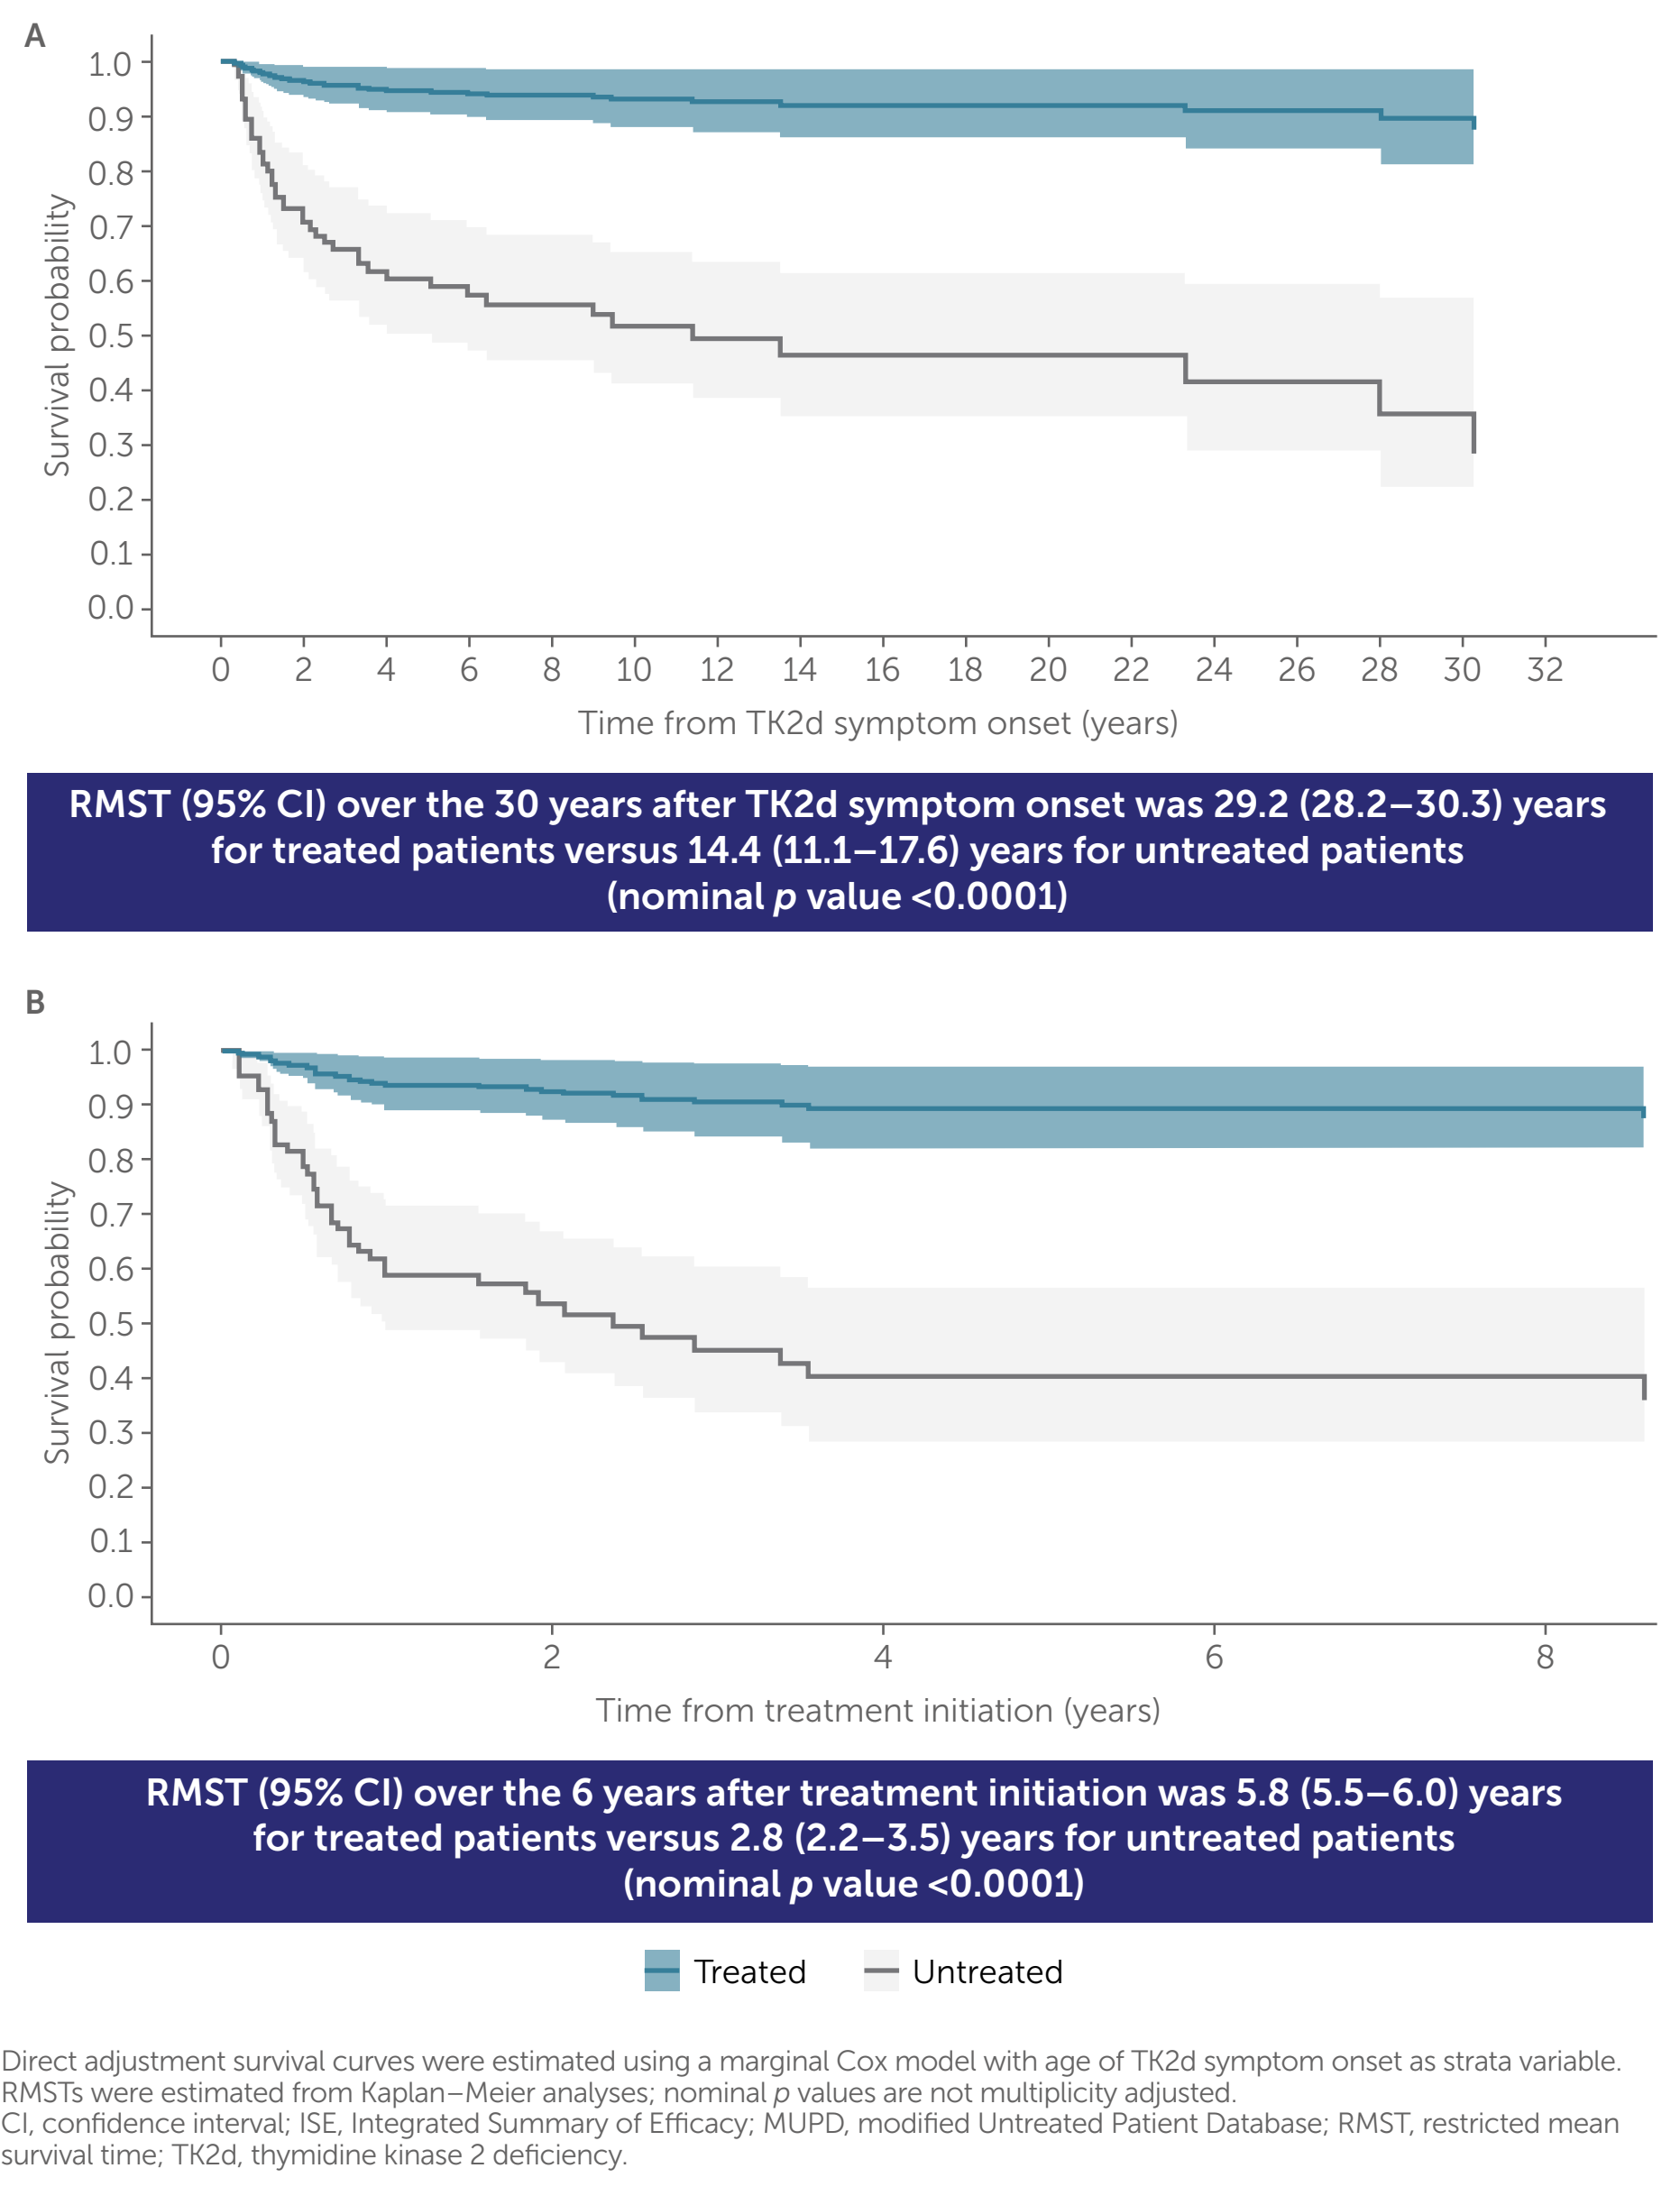 A
1.0
0.9
0.8
0.7
0.6
0.5
0.4
0.3
0.2
0.1
0.0
Survival probability
0 2 4 6 8 10 12 14 16 18 20 22 24 26 28 30 32
Time from TK2d symptom onset (years)
RMST (95% CI) over the 30 years after TK2d symptom onset was 29.2 (28.2–30.3) years
for treated patients versus 14.4 (11.1–17.6) years for untreated patients
(nominal p value <0.0001)
B
1.0
0.9
0.8
0.7
0.6
0.5
0.4
0.3
0.2
0.1
0.0
Survival probability
0 2 4 6 8
Time from treatment initiation (years)
RMST (95% CI) over the 6 years after treatment initiation was 5.8 (5.5–6.0) years
for treated patients versus 2.8 (2.2–3.5) years for untreated patients
(nominal p value <0.0001)
Treated Untreated
Direct adjustment survival curves were estimated using a marginal Cox model with age of TK2d symptom onset as strata variable.
RMSTs were estimated from Kaplan–Meier analyses; nominal p values are not multiplicity adjusted.
CI, confidence interval; ISE, Integrated Summary of Efficacy; MUPD, modified Untreated Patient Database; RMST, restricted mean
survival time; TK2d, thymidine kinase 2 deficiency.